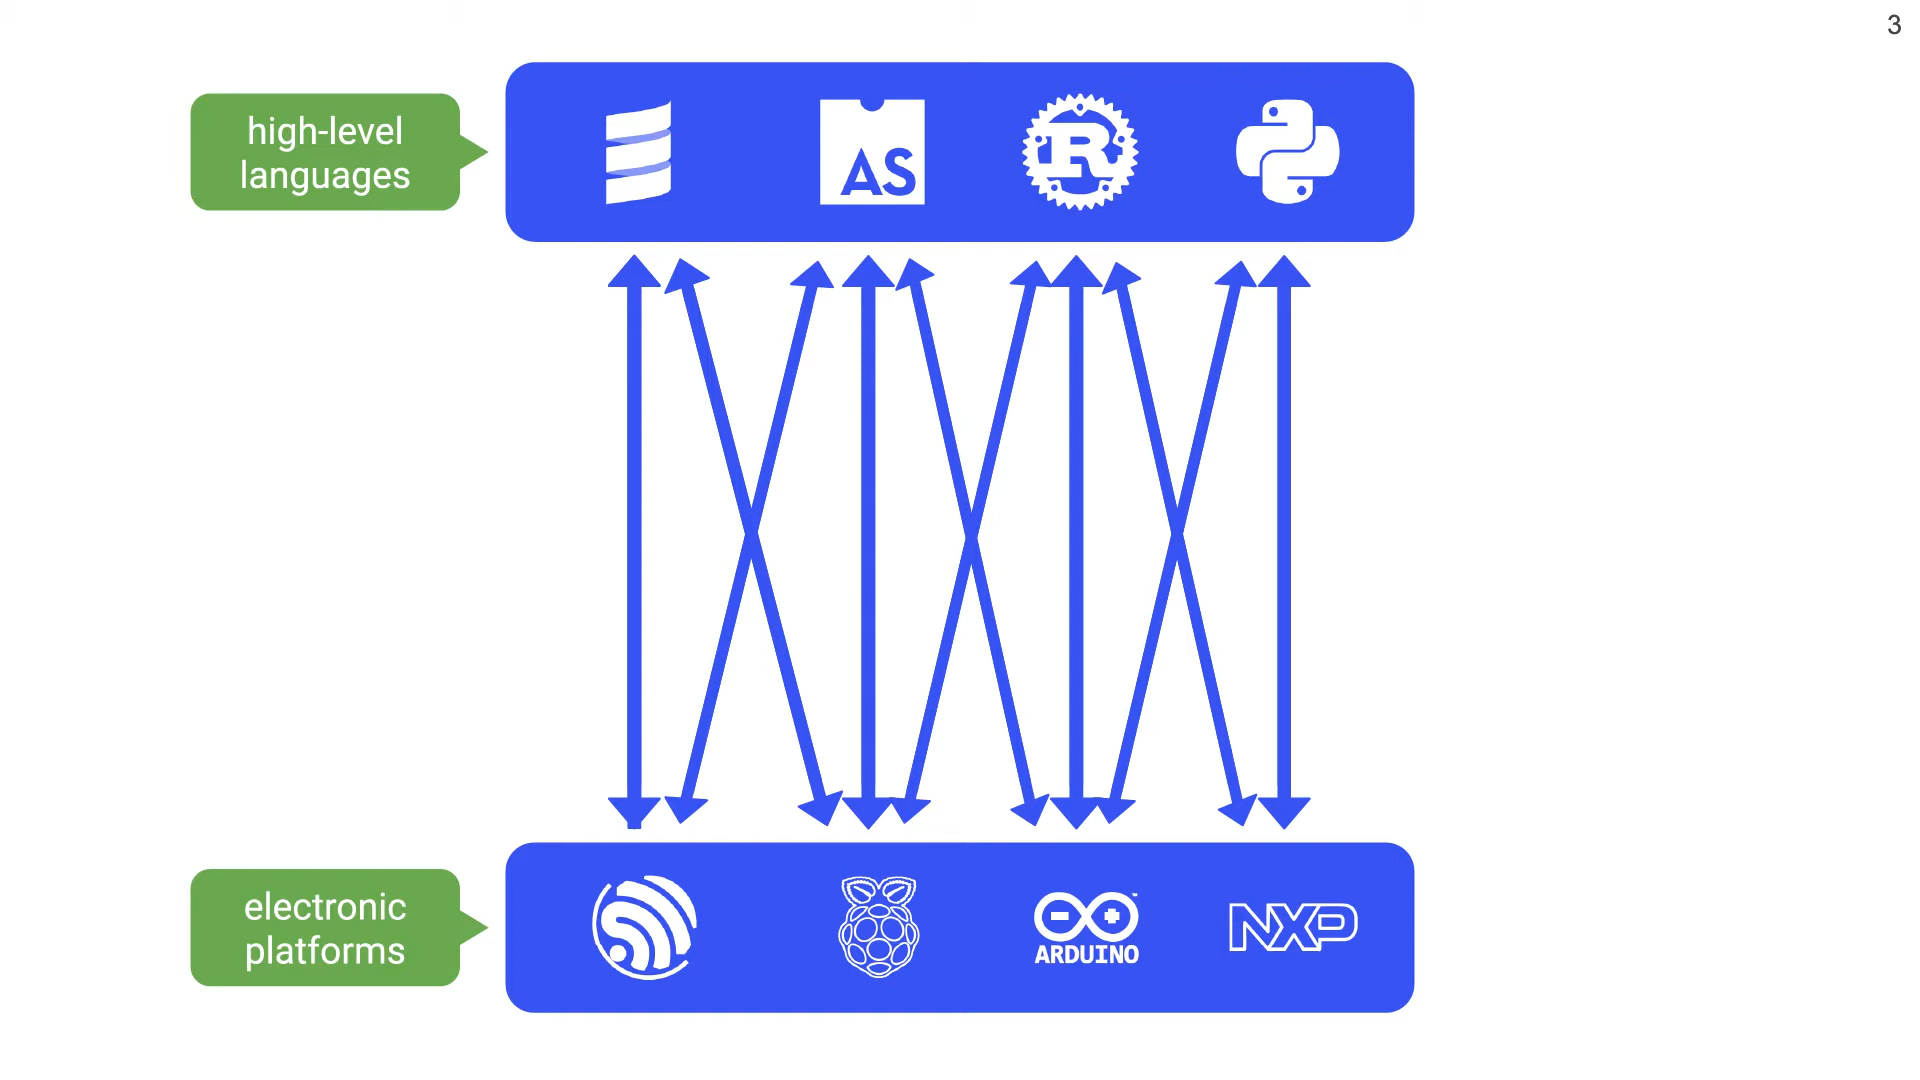 3
high-level
languages
AS
R
electronic
platforms
ARDUINO
NXP